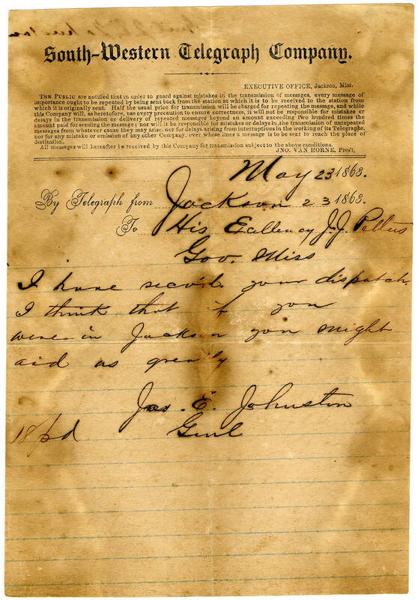 South-Western Telegraph Company.
EXECUTIVE OFFICE, Jackson, Miss.
THE PUBLIC are notified that in order to guard against mistakes in the transmission of messages, every message of
importance ought to be repeated by being sent back from the station at which it is to be received to the station from
which it is originally sent. Half the usual price for transmission will be charged for repeating the message, and while
this Company will, as heretofore, use every precaution to ensure correctness, it will not be responsible for mistakes or
delays in the transmission or delivery of repeated messages beyond an amount exceeding two hundred times the
amount paid for sending the message; nor will it be responsible for mistakes or delays in the transmission of unrepeated
messages from whatever cause they may arise, nor for delays arising from interruptions in the working of its Telegraphs,
nor for any mistake or omission of any other Company, over whose lines a message is to be sent to reach the place of
destination.
All messages will hereafter be received by this Company for transmission subject to the above conditions.
JNO. VAN HORNE, Pres't,
May 23 1863.
By Telegraph from Jackson 23 1863.
To His Excellency J. J. Pettus
Gov. Miss
I have recevd your dispatch
I think that if you
were in Jackson you might
aid us greatly
Jos. E. Johnston
Genl
18 pd